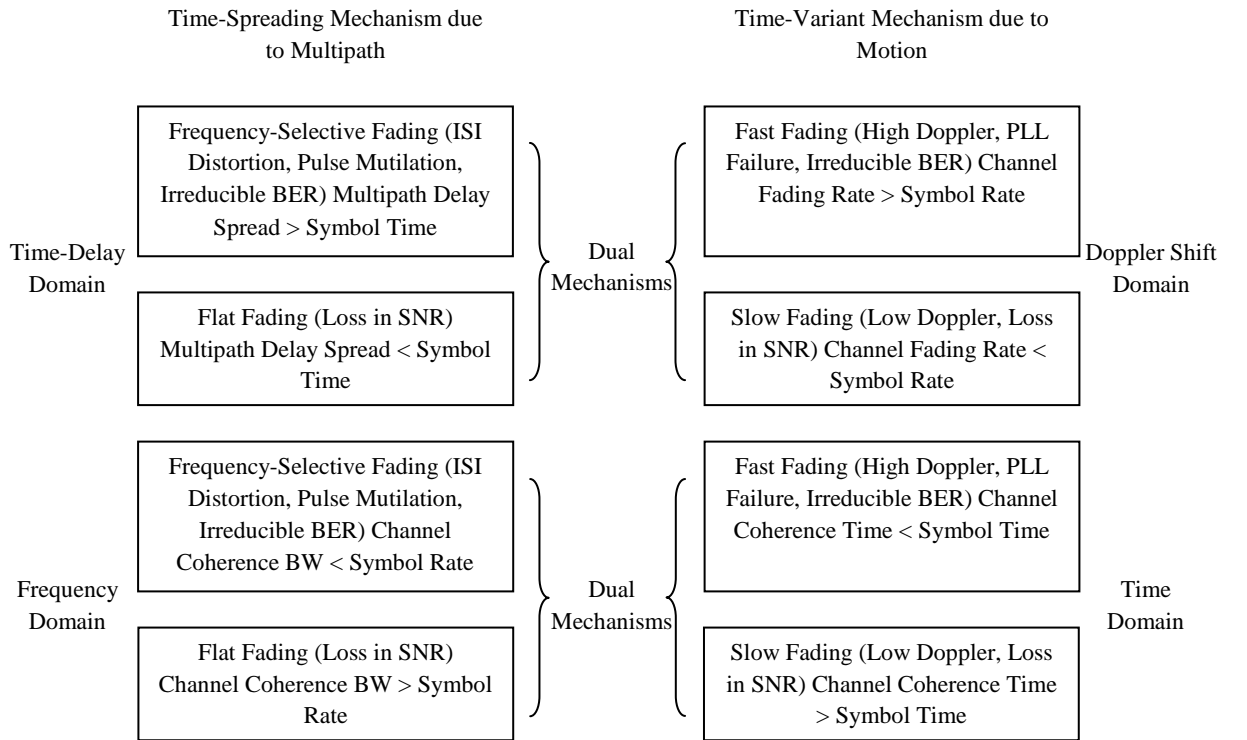 Time-Spreading Mechanism due
to Multipath
Time-Variant Mechanism due to
Motion
Frequency-Selective Fading (ISI
Distortion, Pulse Mutilation,
Irreducible BER) Multipath Delay
Spread > Symbol Time
Fast Fading (High Doppler, PLL
Failure, Irreducible BER) Channel
Fading Rate > Symbol Rate
Time-Delay
Domain
Dual
Mechanisms
Doppler Shift
Domain
Flat Fading (Loss in SNR)
Multipath Delay Spread < Symbol
Time
Slow Fading (Low Doppler, Loss
in SNR) Channel Fading Rate <
Symbol Rate
Frequency-Selective Fading (ISI
Distortion, Pulse Mutilation,
Irreducible BER) Channel
Coherence BW < Symbol Rate
Fast Fading (High Doppler, PLL
Failure, Irreducible BER) Channel
Coherence Time < Symbol Time
Frequency
Domain
Dual
Mechanisms
Time
Domain
Flat Fading (Loss in SNR)
Channel Coherence BW > Symbol
Rate
Slow Fading (Low Doppler, Loss
in SNR) Channel Coherence Time
> Symbol Time